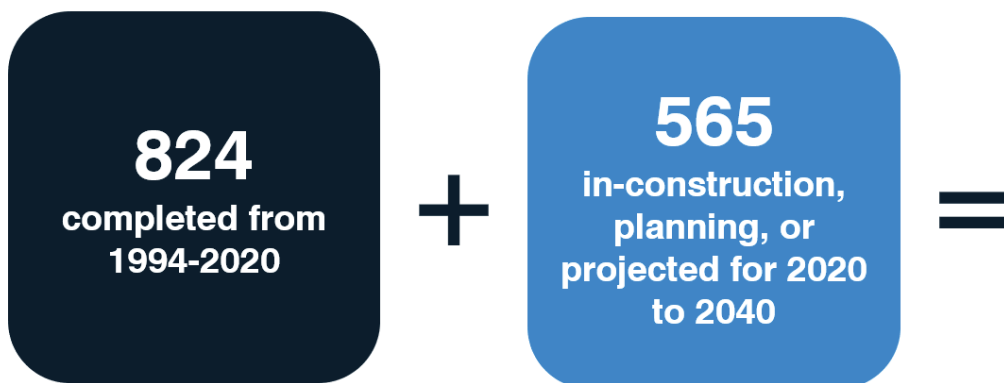 824
completed from
1994-2020
+
565
in-construction,
planning, or
projected for 2020
to 2040
=